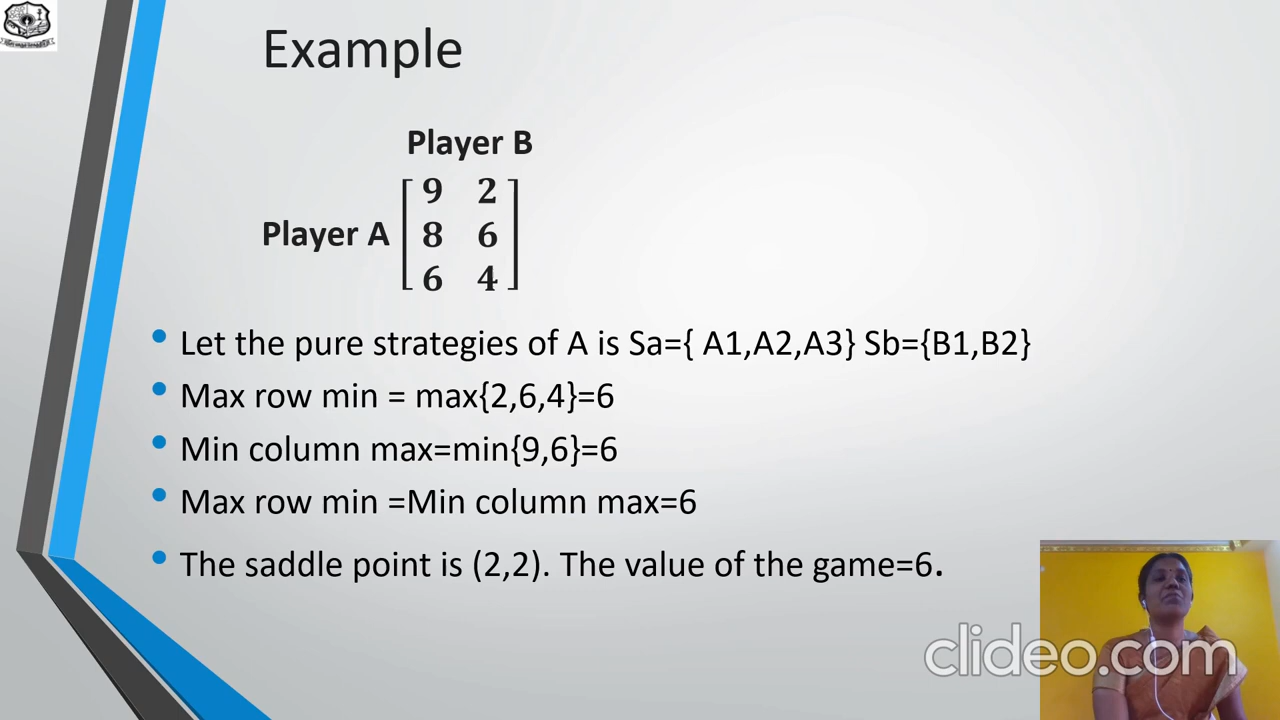 Example
Player B
Player A
9 2
8 6
6 4
Let the pure strategies of A is Sa={ A1,A2,A3} Sb={B1,B2}
Max row min = max{2,6,4}=6
Min column max=min{9,6}=6
Max row min =Min column max=6
The saddle point is (2,2). The value of the game=6.
clideo.com